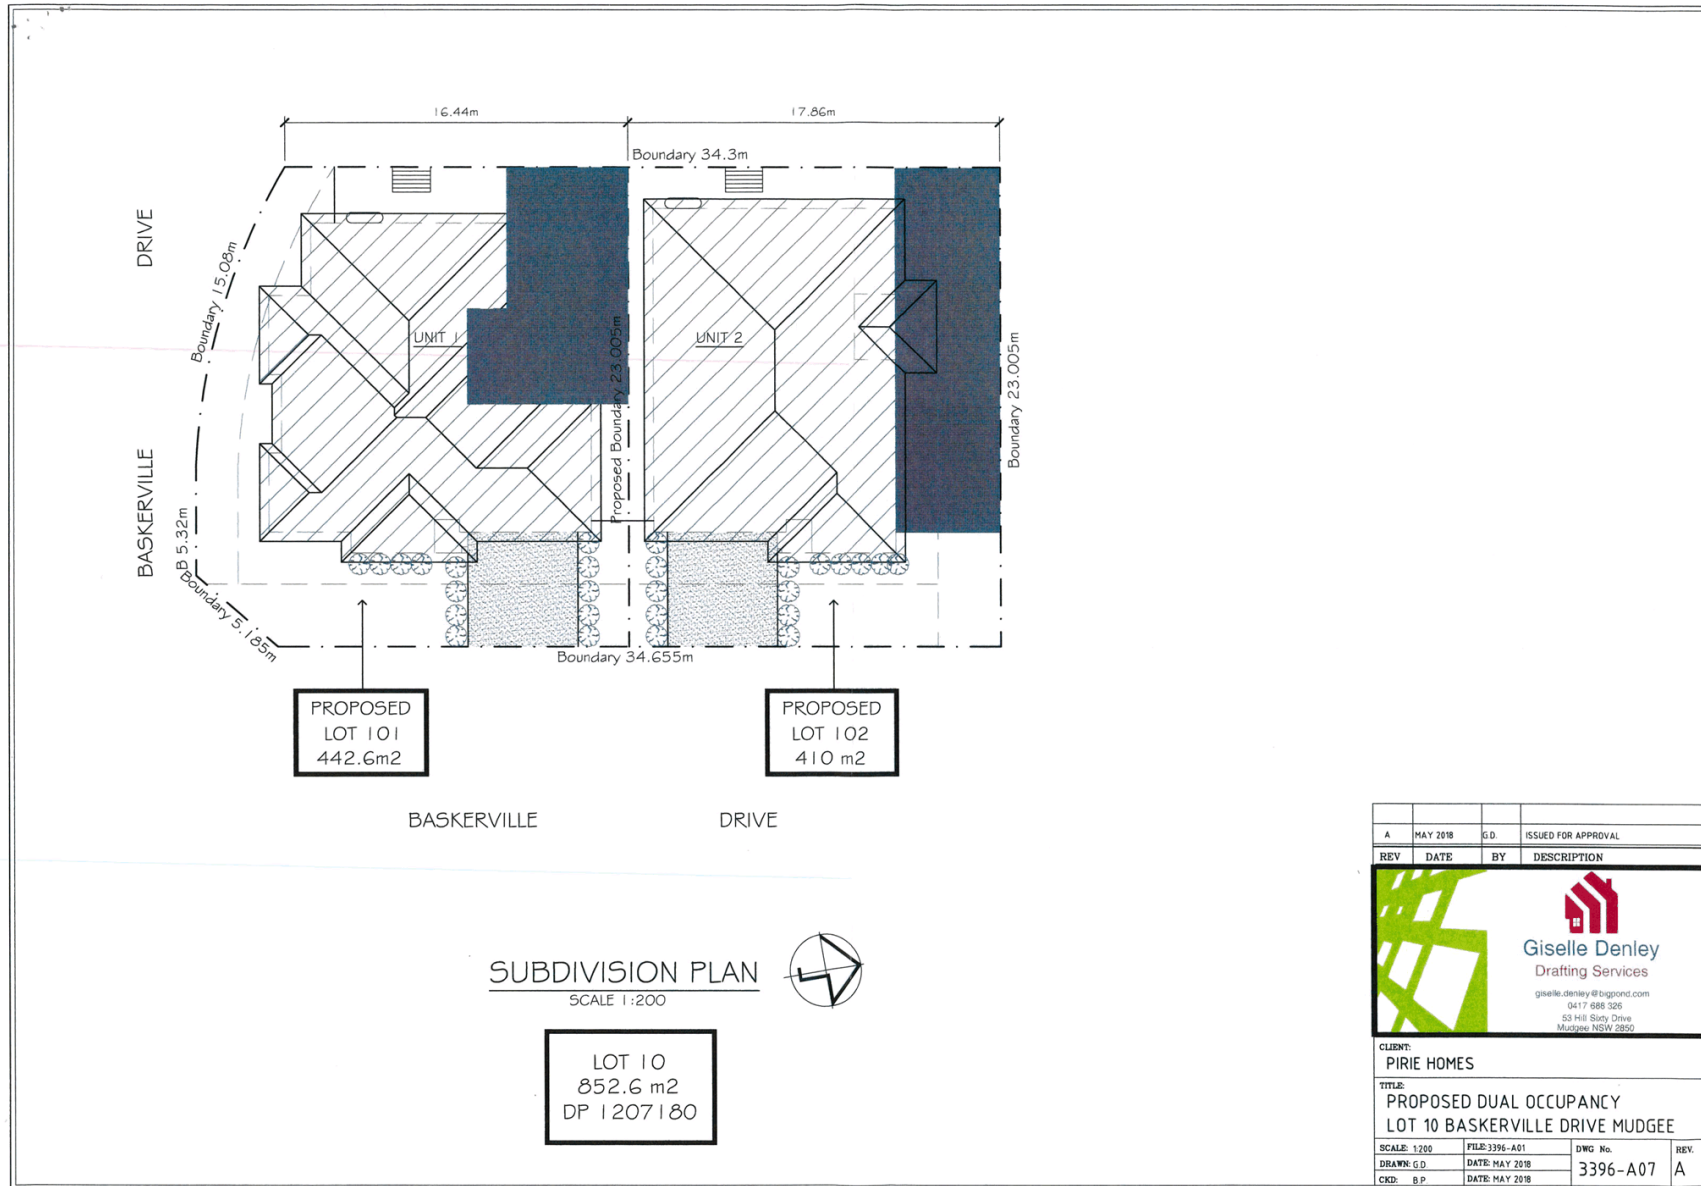 16.44m
17.86m
Boundary 34.3m
DRIVE
Boundary 15.08m
UNIT 1
UNIT 2
Proposed Boundary 23.005m
Boundary 23.005m
BASKERVILLE
B 5.32m
Boundary 5.185m
Boundary 34.655m
PROPOSED
LOT 101
442.6m2
PROPOSED
LOT 102
410 m2
BASKERVILLE DRIVE
SUBDIVISION PLAN
SCALE 1:200
LOT 10
852.6 m2
DP 1207180
A MAY 2018 G.D. ISSUED FOR APPROVAL
REV DATE BY DESCRIPTION
Giselle Denley
Drafting Services
giselle.denley@bigpond.com
0417 688 326
53 Hill Sixty Drive
Mudgee NSW 2850
CLIENT:
PIRIE HOMES
TITLE:
PROPOSED DUAL OCCUPANCY
LOT 10 BASKERVILLE DRIVE MUDGEE
SCALE: 1:200 FILE:3396-A01 DWG No. REV.
DRAWN: G.D. DATE: MAY 2018 3396-A07 A
CKD: B.P. DATE: MAY 2018